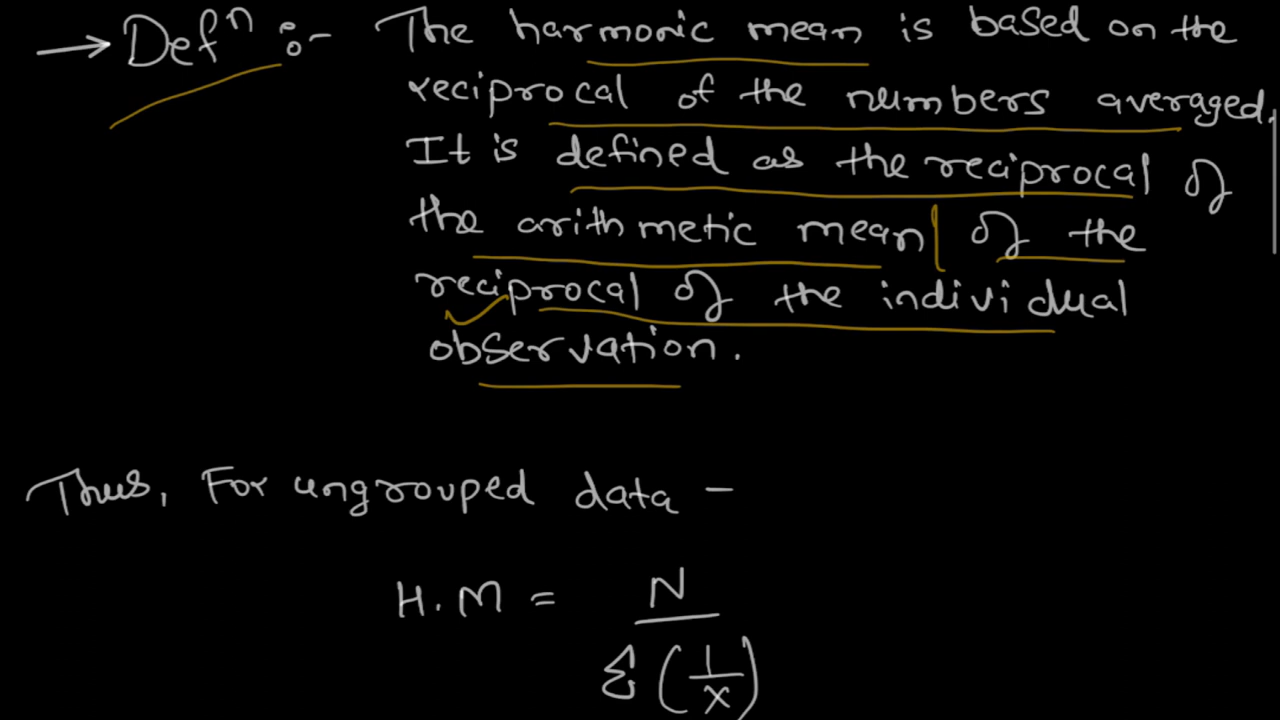 → Defⁿ :- The harmonic mean is based on the
reciprocal of the numbers averaged.
It is defined as the reciprocal of
the arithmetic mean of the
reciprocal of the individual
observation.
Thus, For ungrouped data -
H.M = N / Σ(1/x)